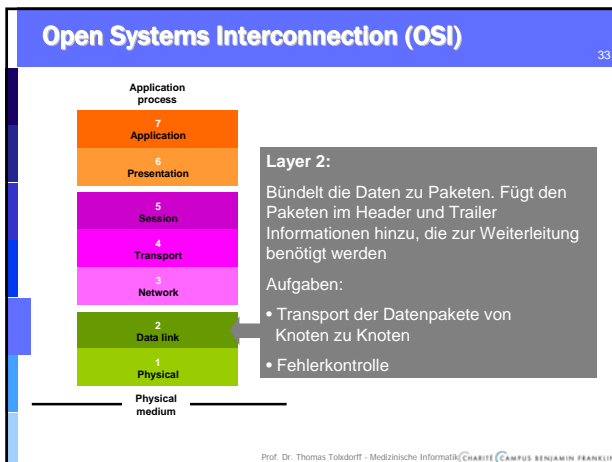 Open Systems Interconnection (OSI)
33
Application
process
7
Application
6
Presentation
5
Session
4
Transport
3
Network
2
Data link
1
Physical
Physical
medium
Layer 2:
Bündelt die Daten zu Paketen. Fügt den
Paketen im Header und Trailer
Informationen hinzu, die zur Weiterleitung
benötigt werden
Aufgaben:
• Transport der Datenpakete von
Knoten zu Knoten
• Fehlerkontrolle
Prof. Dr. Thomas Tolxdorff - Medizinische Informatik CHARITÉ CAMPUS BENJAMIN FRANKLIN